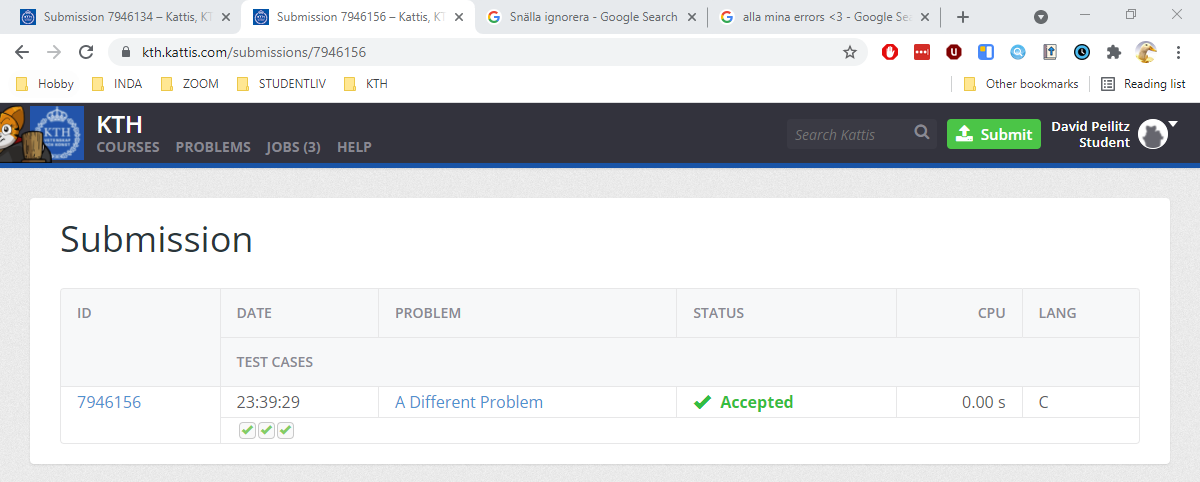 Submission 7946134 – Kattis, KT
Submission 7946156 – Kattis, KT
Snälla ignorera - Google Search
alla mina errors <3 - Google Sea
kth.kattis.com/submissions/7946156
Hobby INDA ZOOM STUDENTLIV KTH Other bookmarks Reading list
KTH
KTH
COURSES PROBLEMS JOBS (3) HELP
Search Kattis
Submit
David Peilitz
Student
Submission
ID DATE PROBLEM STATUS CPU LANG
TEST CASES
7946156 23:39:29 A Different Problem Accepted 0.00 s C